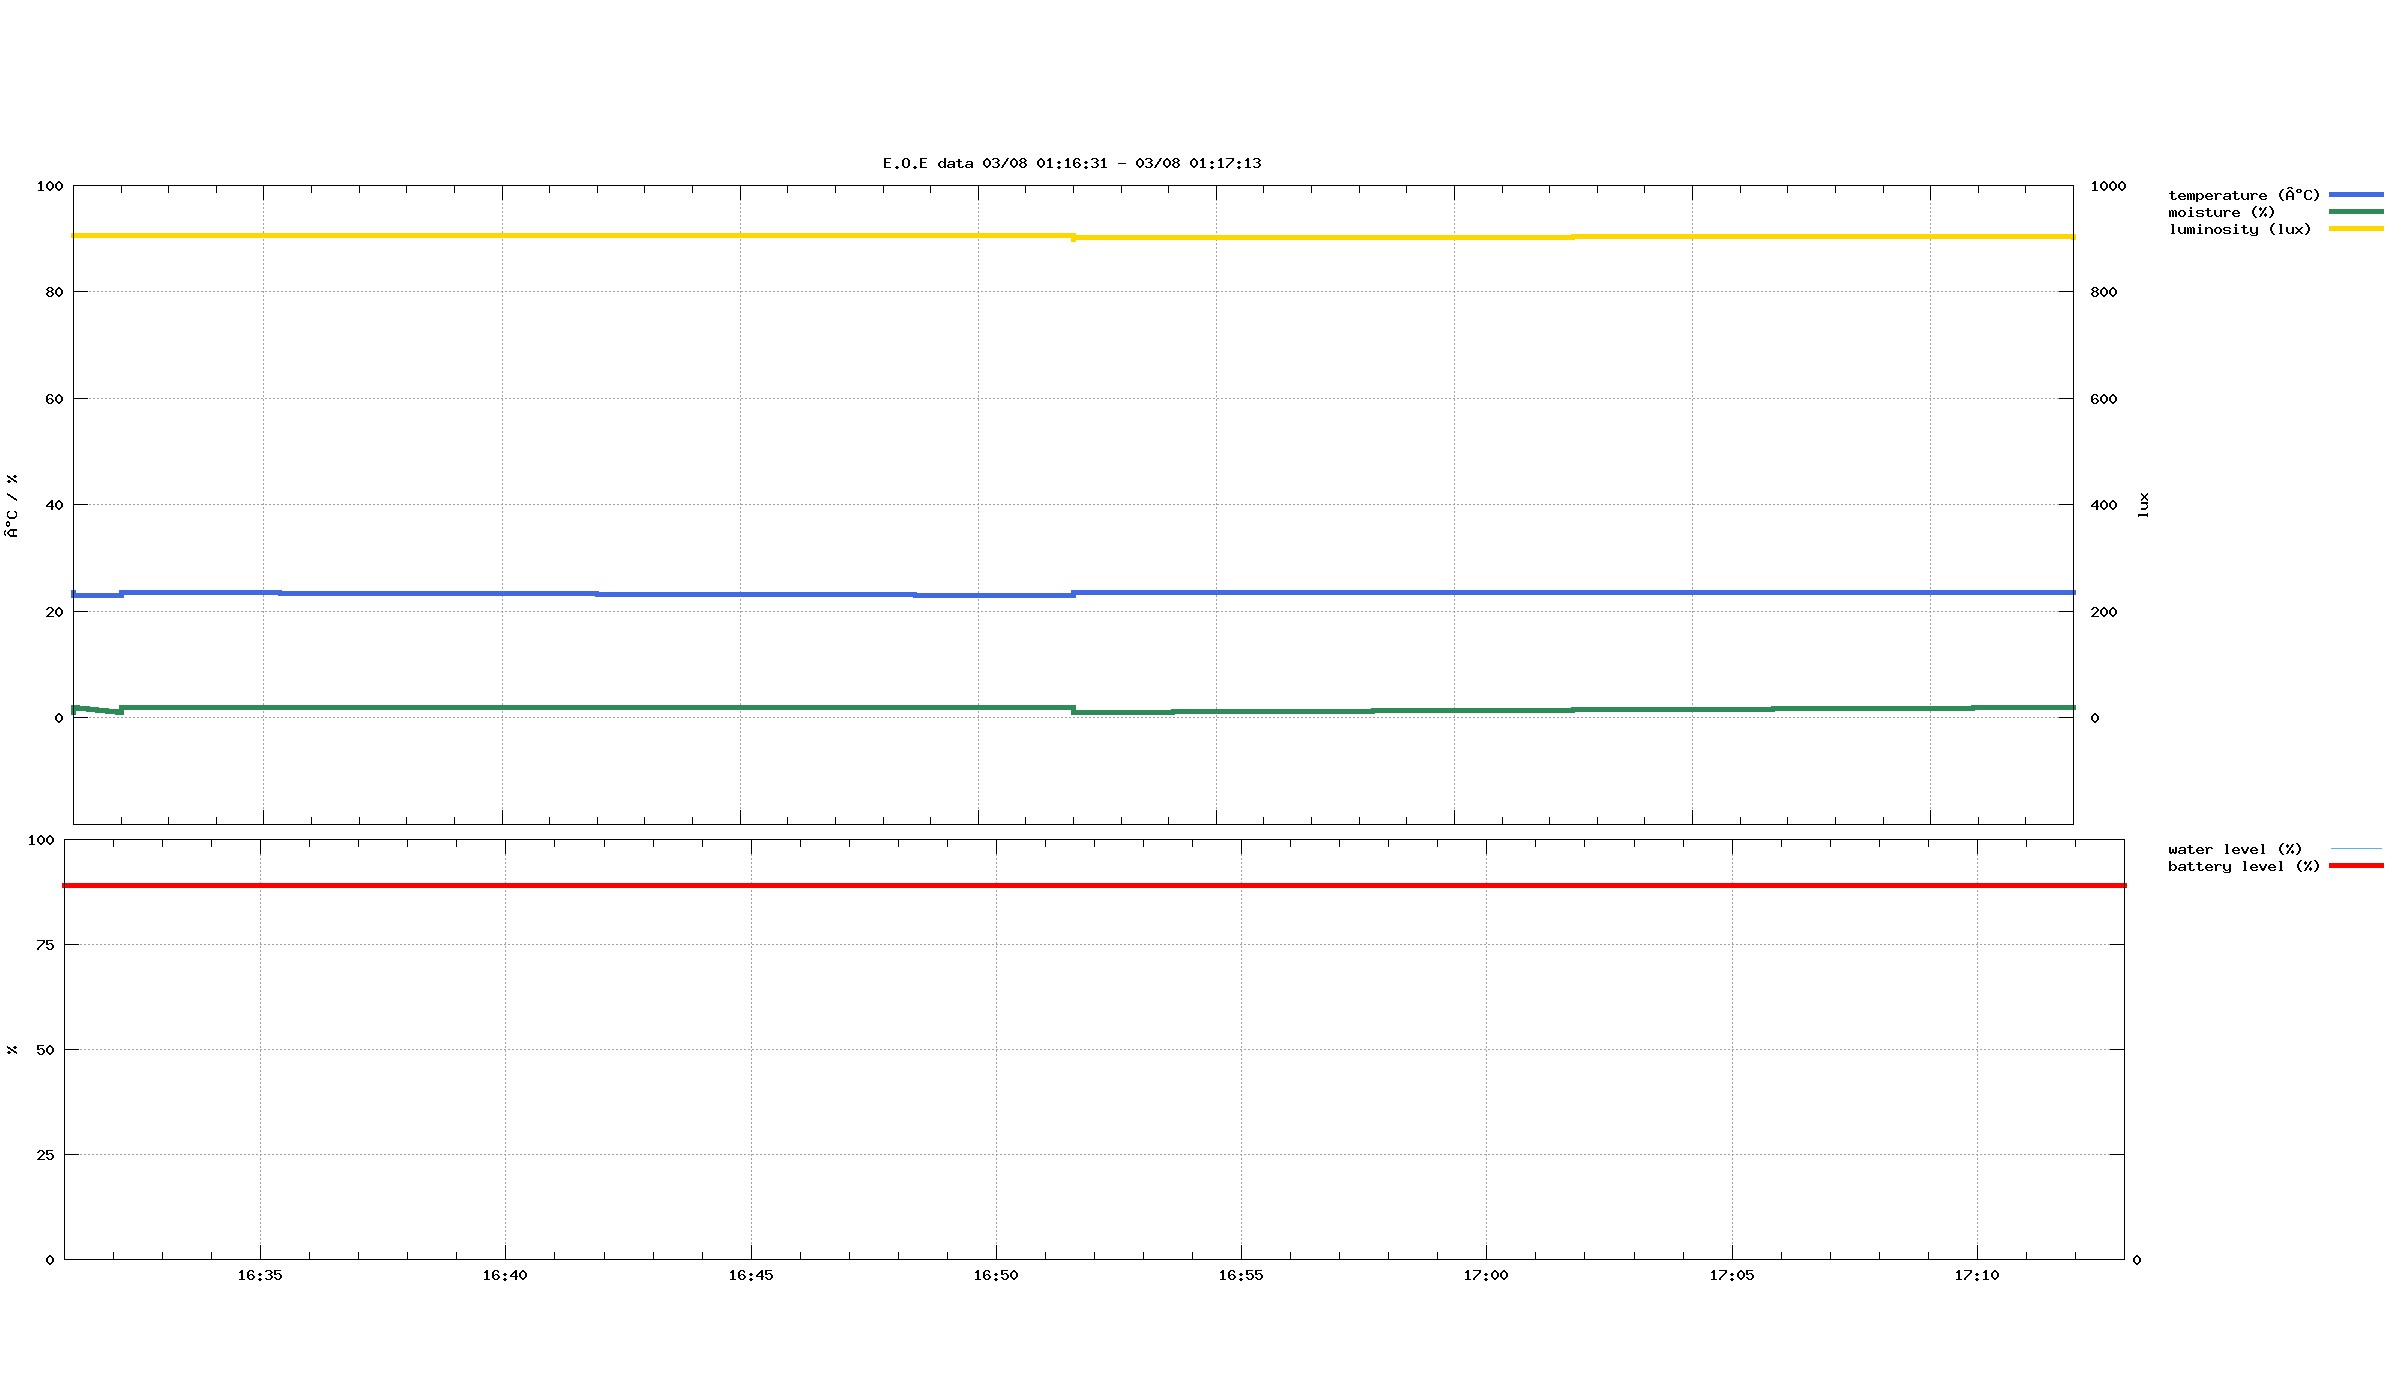 E.O.E data 03/08 01:16:31 - 03/08 01:17:13
100
80
60
40
20
0
Â°C / %
1000
800
600
400
200
0
lux
temperature (Â°C)
moisture (%)
luminosity (lux)
100
75
50
25
0
%
0
water level (%)
battery level (%)
16:35 16:40 16:45 16:50 16:55 17:00 17:05 17:10